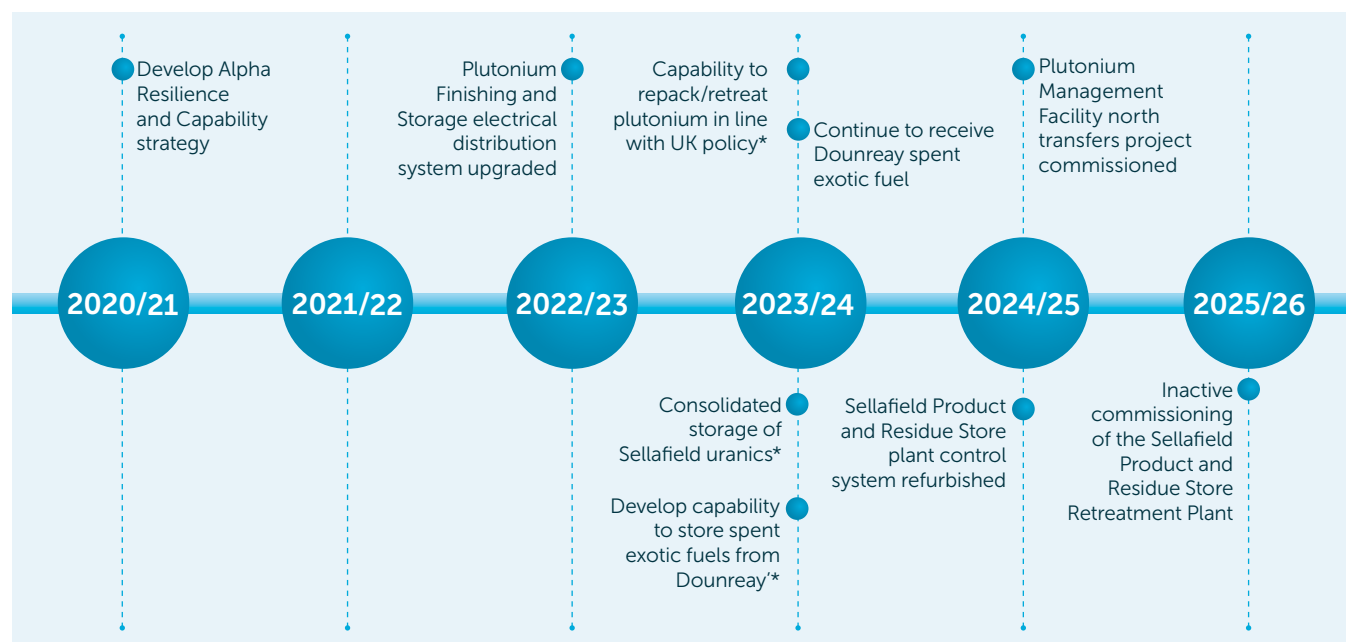 Develop Alpha
Resilience
and Capability
strategy
Plutonium
Finishing and
Storage electrical
distribution
system upgraded
Capability to
repack/retreat
plutonium in line
with UK policy*
Continue to receive
Dounreay spent
exotic fuel
Plutonium
Management
Facility north
transfers project
commissioned
2020/21
2021/22
2022/23
2023/24
2024/25
2025/26
Consolidated
storage of
Sellafield uranics*
Develop capability
to store spent
exotic fuels from
Dounreay’*
Sellafield Product
and Residue Store
plant control
system refurbished
Inactive
commissioning
of the Sellafield
Product and
Residue Store
Retreatment Plant